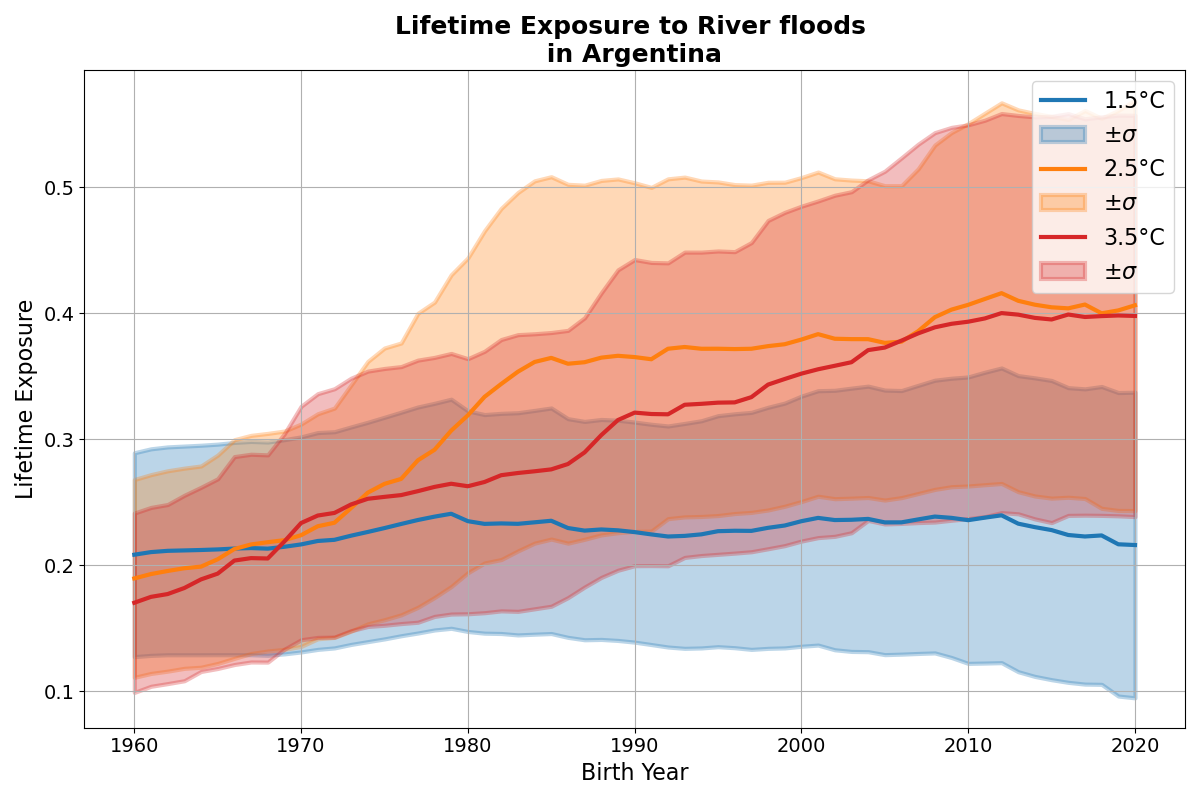 Lifetime Exposure to River floods
in Argentina
1.5°C
±σ
2.5°C
±σ
3.5°C
±σ
Lifetime Exposure
0.5
0.4
0.3
0.2
0.1
1960 1970 1980 1990 2000 2010 2020
Birth Year